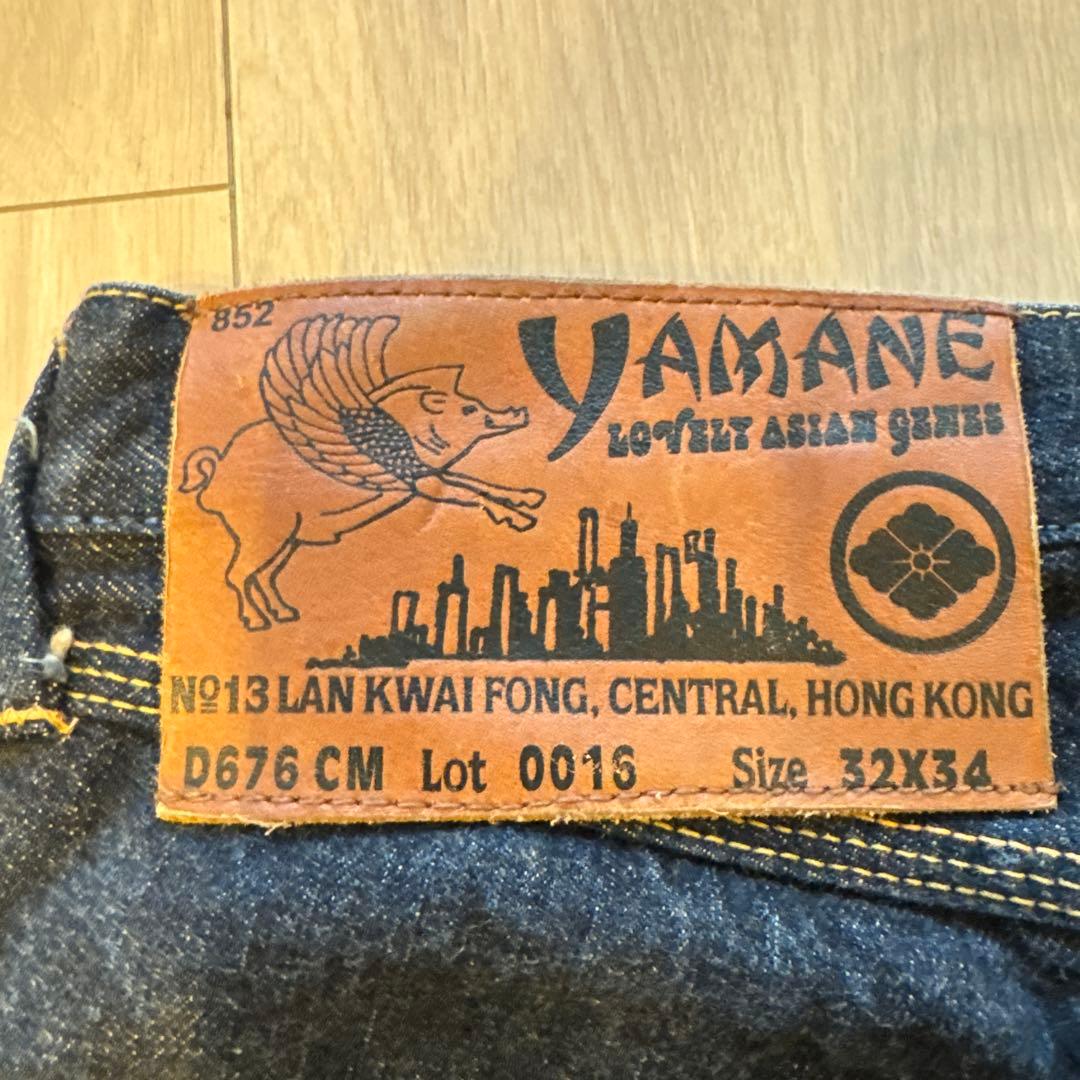 852
YAMANE
LOVELY ASIAN GENES
Nº13 LAN KWAI FONG, CENTRAL, HONG KONG
D676 CM Lot 0016 Size 32X34